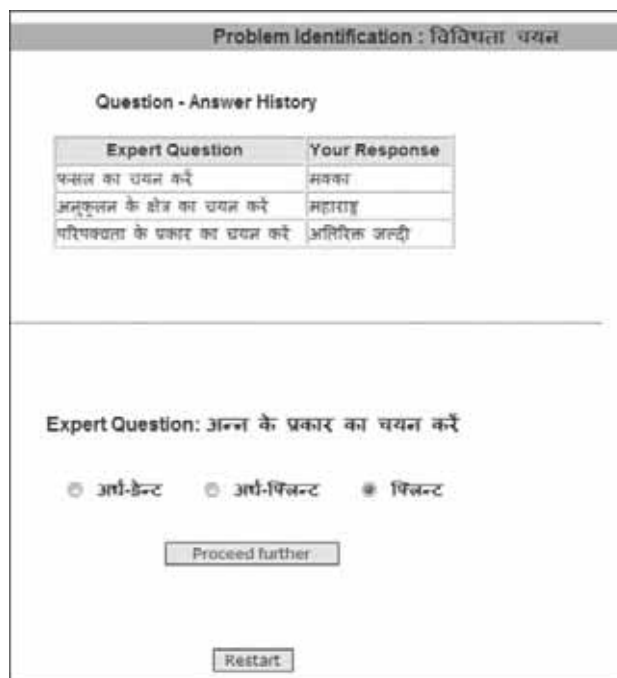 Problem Identification : विविधता चयन
Question - Answer History
Expert Question Your Response
फसल का चयन करें मक्का
अनुकूलन के क्षेत्र का चयन करें महाराष्ट्र
परिपक्वता के प्रकार का चयन करें अतिरिक्त जल्दी
Expert Question: अन्न के प्रकार का चयन करें
अर्ध-डेन्ट अर्ध-फ्लिन्ट फ्लिन्ट
Proceed further
Restart